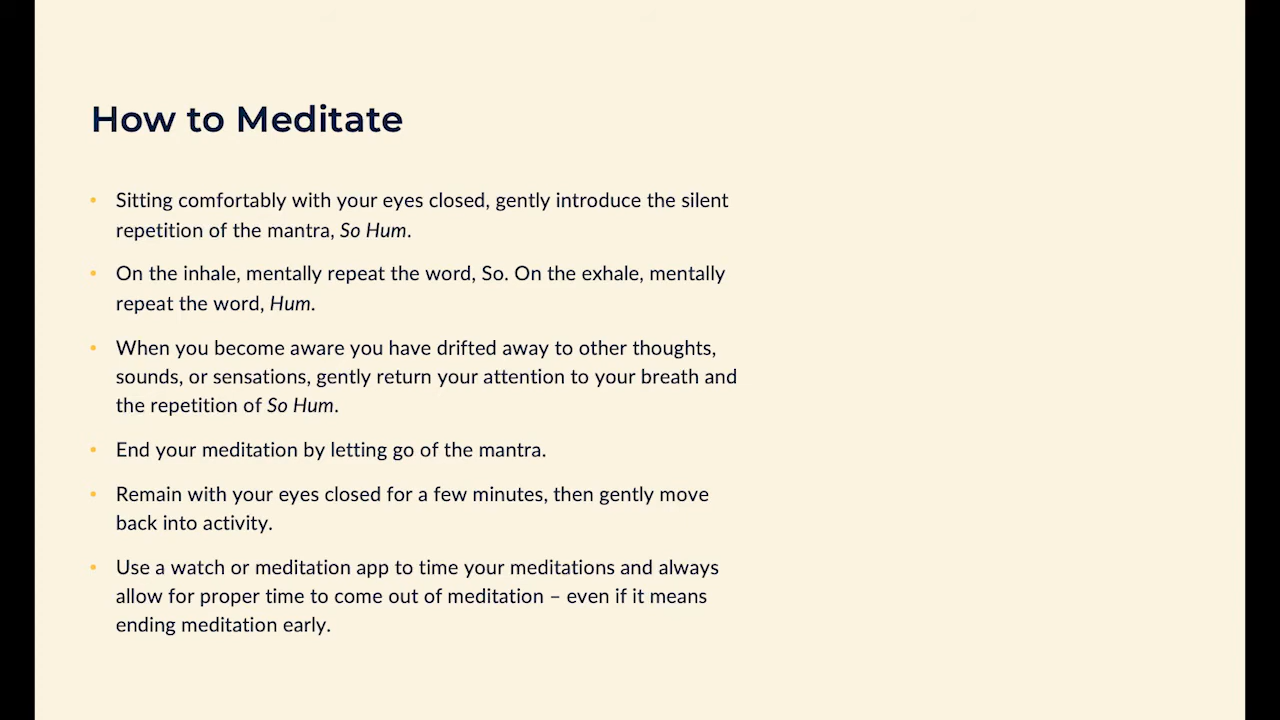 How to Meditate
• Sitting comfortably with your eyes closed, gently introduce the silent
repetition of the mantra, So Hum.
• On the inhale, mentally repeat the word, So. On the exhale, mentally
repeat the word, Hum.
• When you become aware you have drifted away to other thoughts,
sounds, or sensations, gently return your attention to your breath and
the repetition of So Hum.
• End your meditation by letting go of the mantra.
• Remain with your eyes closed for a few minutes, then gently move
back into activity.
• Use a watch or meditation app to time your meditations and always
allow for proper time to come out of meditation – even if it means
ending meditation early.